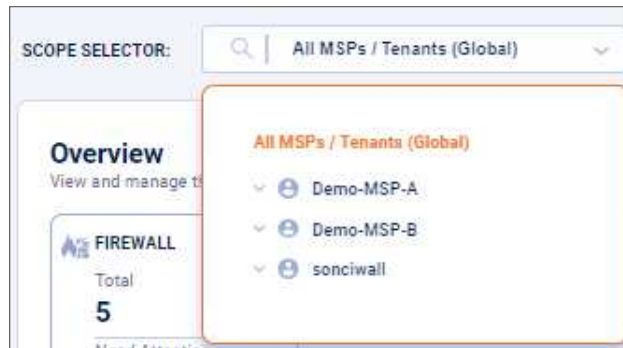 SCOPE SELECTOR:
All MSPs / Tenants (Global)
All MSPs / Tenants (Global)
Demo-MSP-A
Demo-MSP-B
sonciwall
Overview
View and manage th
FIREWALL
Total
5